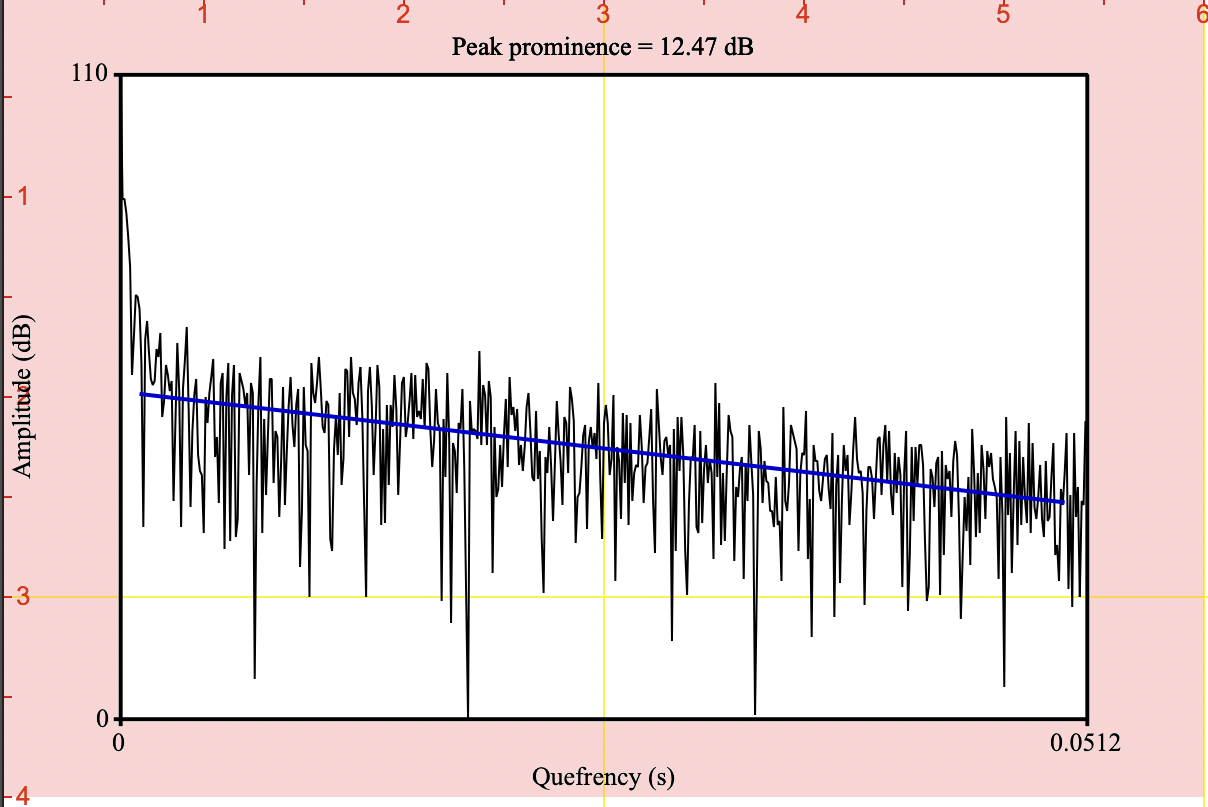 1 2 3 4 5 6
Peak prominence = 12.47 dB
110
1
Amplitude (dB)
2
3
0
0 0.0512
Quefrency (s)
4